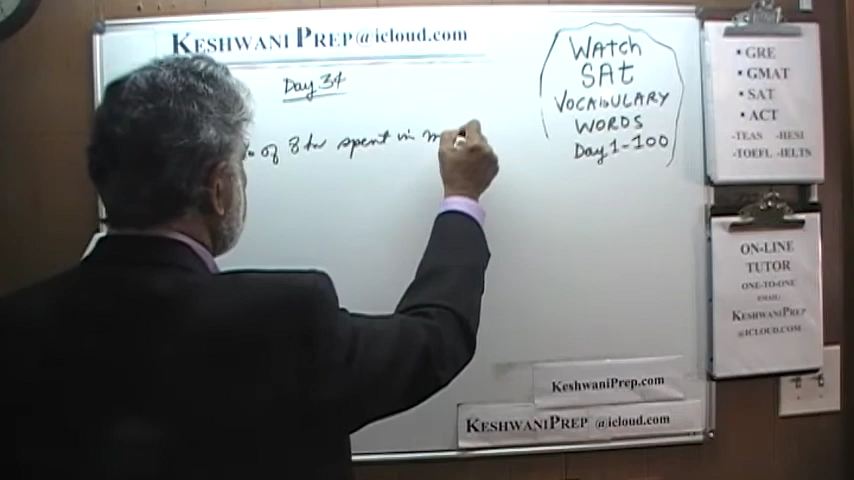 KESHWANIPREP@icloud.com
Day 34
of 8 hr spent in m
WATCH
SAT
VOCABULARY
WORDS
Day 1-100
• GRE
• GMAT
• SAT
• ACT
-TEAS -HESI
-TOEFL -IELTS
ON-LINE
TUTOR
ONE-TO-ONE
EMAIL:
KESHWANIPREP
@ICLOUD.COM
KESHWANIPREP.COM
KESHWANIPREP @icloud.com